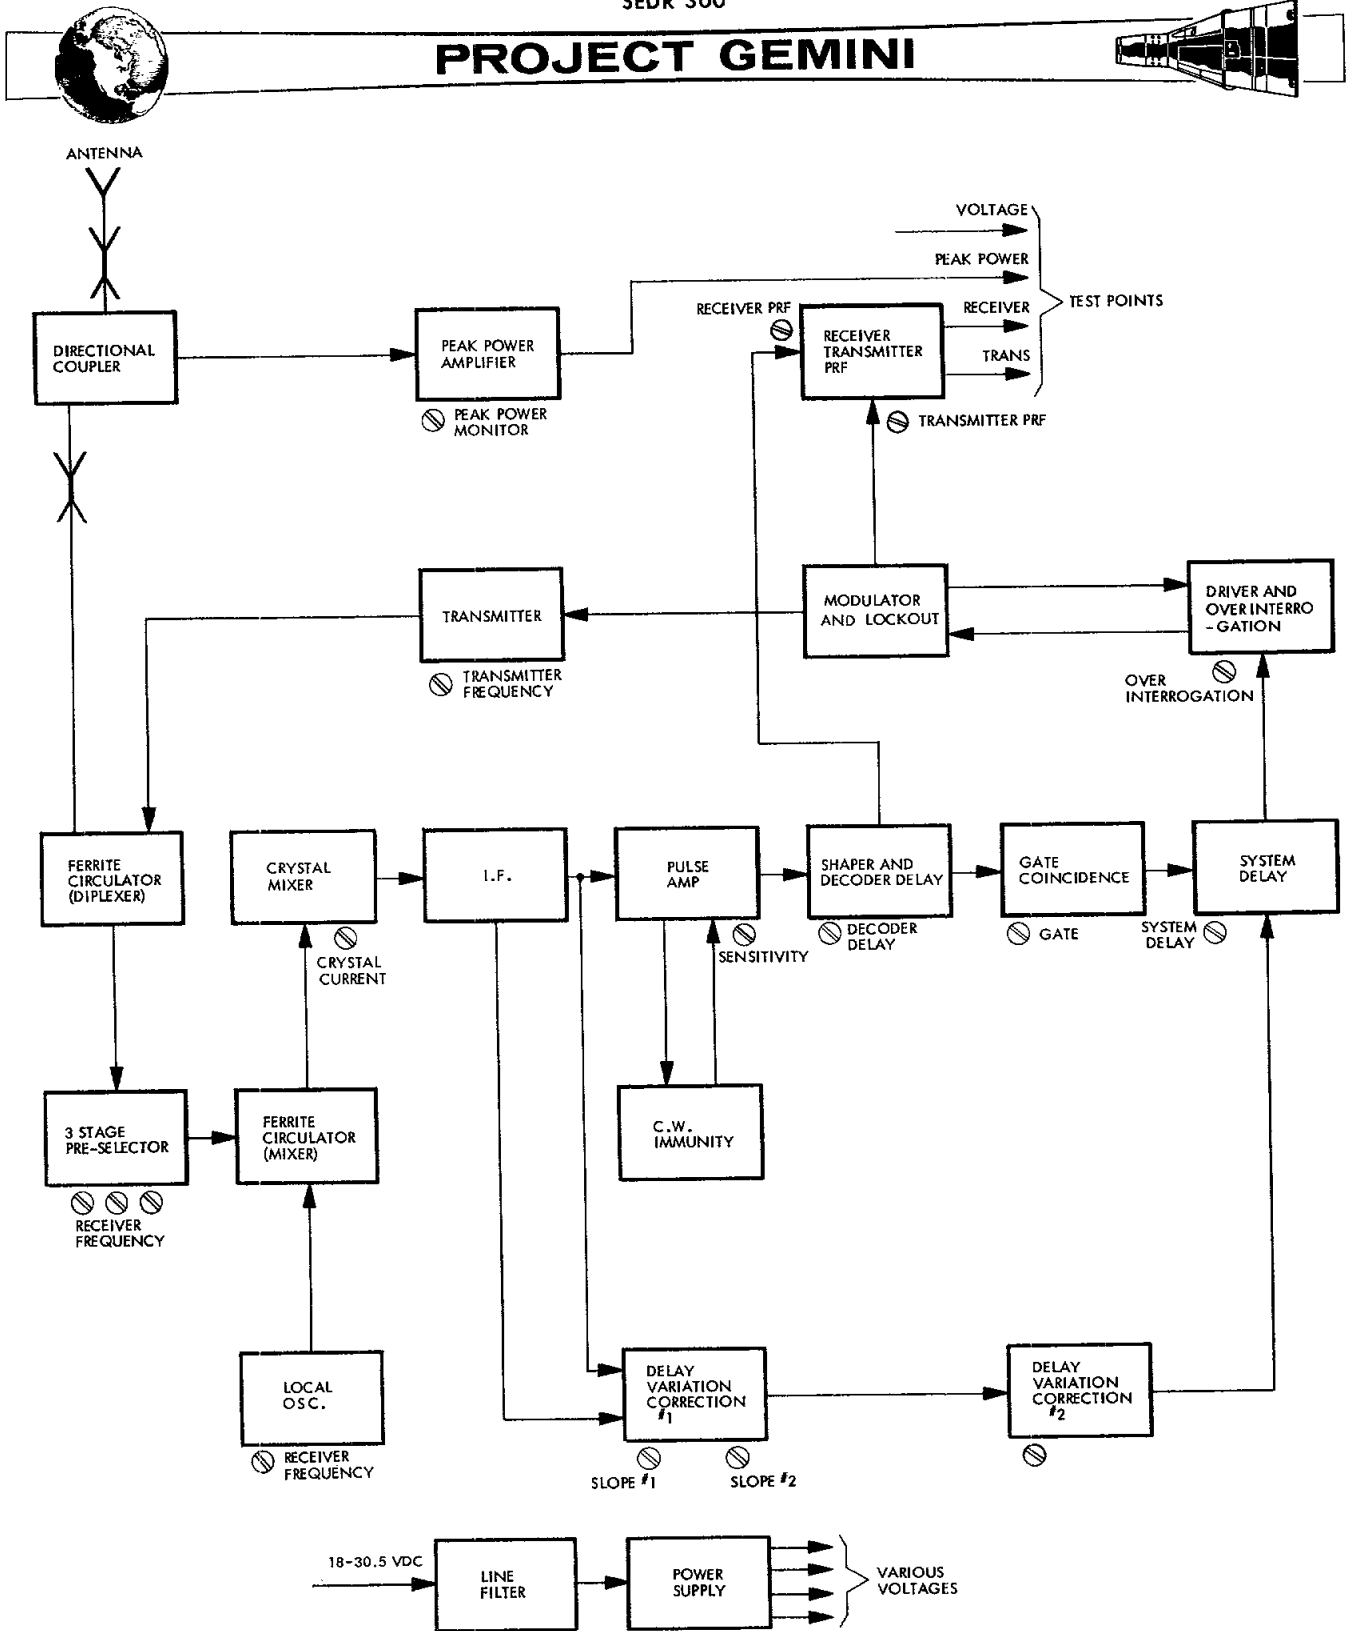 SEDR 300
PROJECT GEMINI
ANTENNA
VOLTAGE
PEAK POWER
RECEIVER
TRANS
TEST POINTS
DIRECTIONAL
COUPLER
PEAK POWER
AMPLIFIER
PEAK POWER
MONITOR
RECEIVER PRF
RECEIVER
TRANSMITTER
PRF
TRANSMITTER PRF
TRANSMITTER
TRANSMITTER
FREQUENCY
MODULATOR
AND LOCKOUT
DRIVER AND
OVER INTERRO
-GATION
OVER
INTERROGATION
FERRITE
CIRCULATOR
(DIPLEXER)
CRYSTAL
MIXER
CRYSTAL
CURRENT
I.F.
PULSE
AMP
SENSITIVITY
SHAPER AND
DECODER DELAY
DECODER
DELAY
GATE
COINCIDENCE
GATE
SYSTEM
DELAY
SYSTEM
DELAY
3 STAGE
PRE-SELECTOR
RECEIVER
FREQUENCY
FERRITE
CIRCULATOR
(MIXER)
C.W.
IMMUNITY
LOCAL
OSC.
RECEIVER
FREQUENCY
DELAY
VARIATION
CORRECTION
#1
SLOPE #1
SLOPE #2
DELAY
VARIATION
CORRECTION
#2
18-30.5 VDC
LINE
FILTER
POWER
SUPPLY
VARIOUS
VOLTAGES